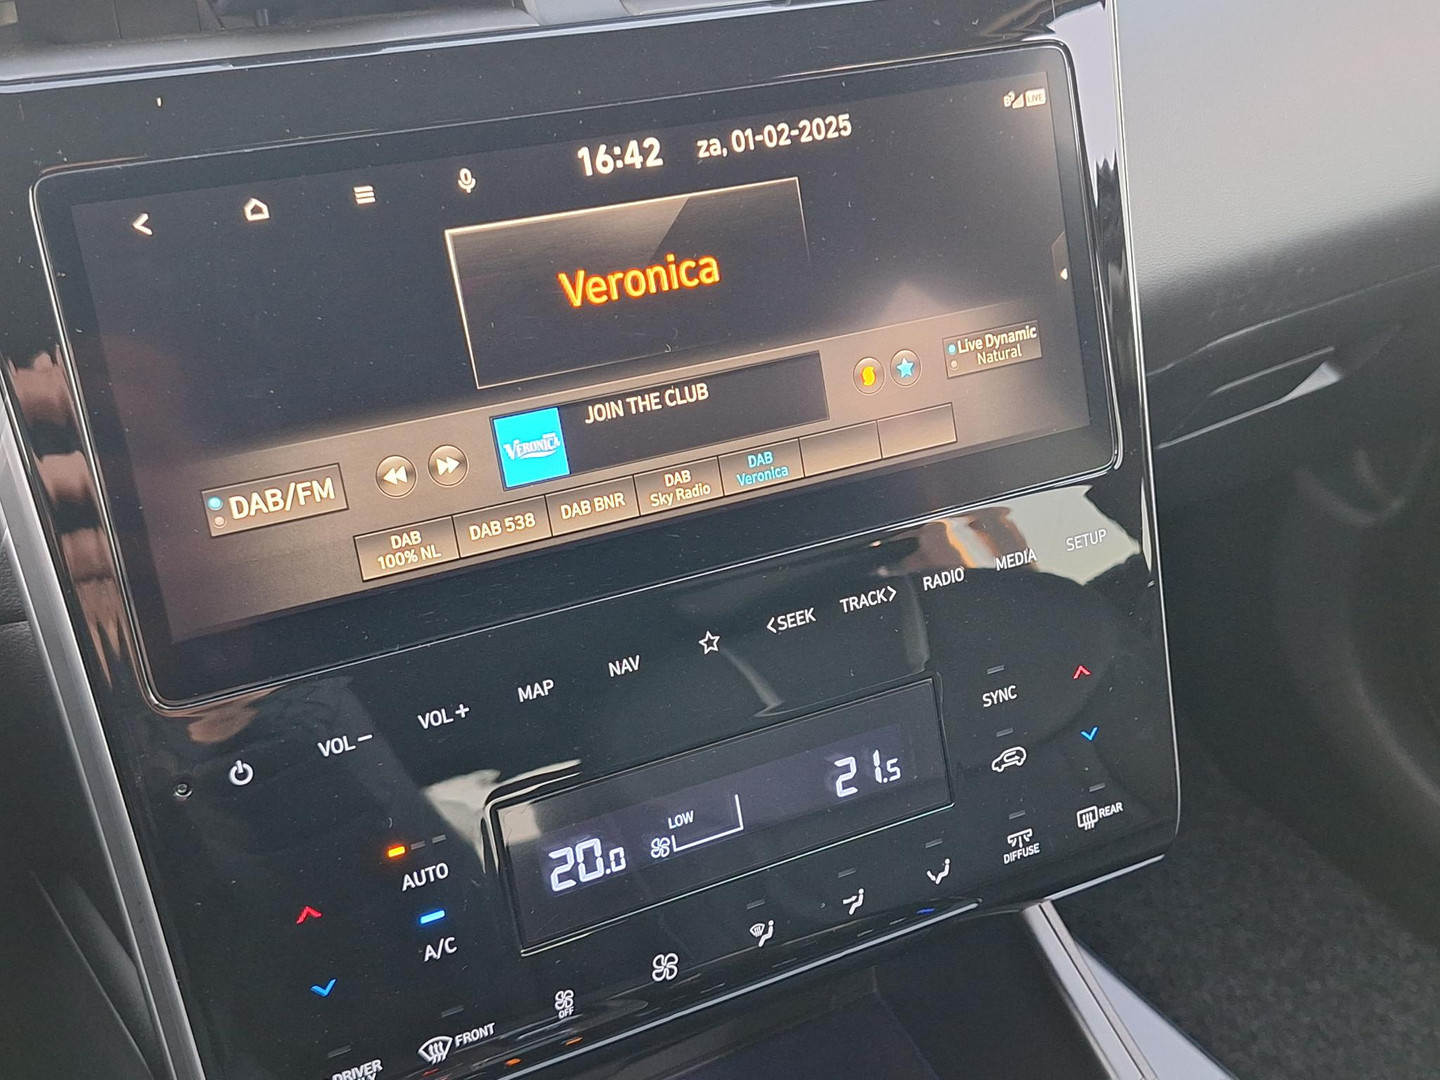 LIVE
16:42 za, 01-02-2025
Veronica
Live Dynamic
Natural
JOIN THE CLUB
VERONICA
DAB/FM
DAB
100% NL
DAB 538
DAB BNR
DAB
Sky Radio
DAB
Veronica
VOL −
VOL +
MAP
NAV
<SEEK
TRACK>
RADIO
MEDIA
SETUP
SYNC
21.5
LOW
20.0
AUTO
A/C
REAR
DIFFUSE
OFF
FRONT
DRIVER